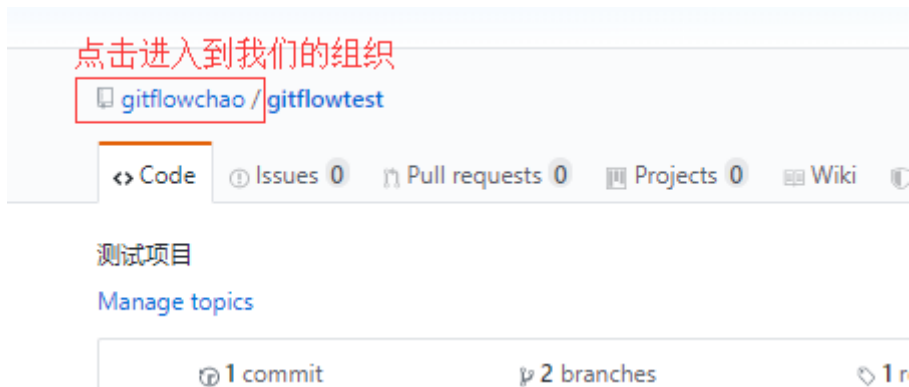 点击进入到我们的组织
gitflowchao / gitflowtest
Code Issues 0 Pull requests 0 Projects 0 Wiki
测试项目
Manage topics
1 commit 2 branches 1